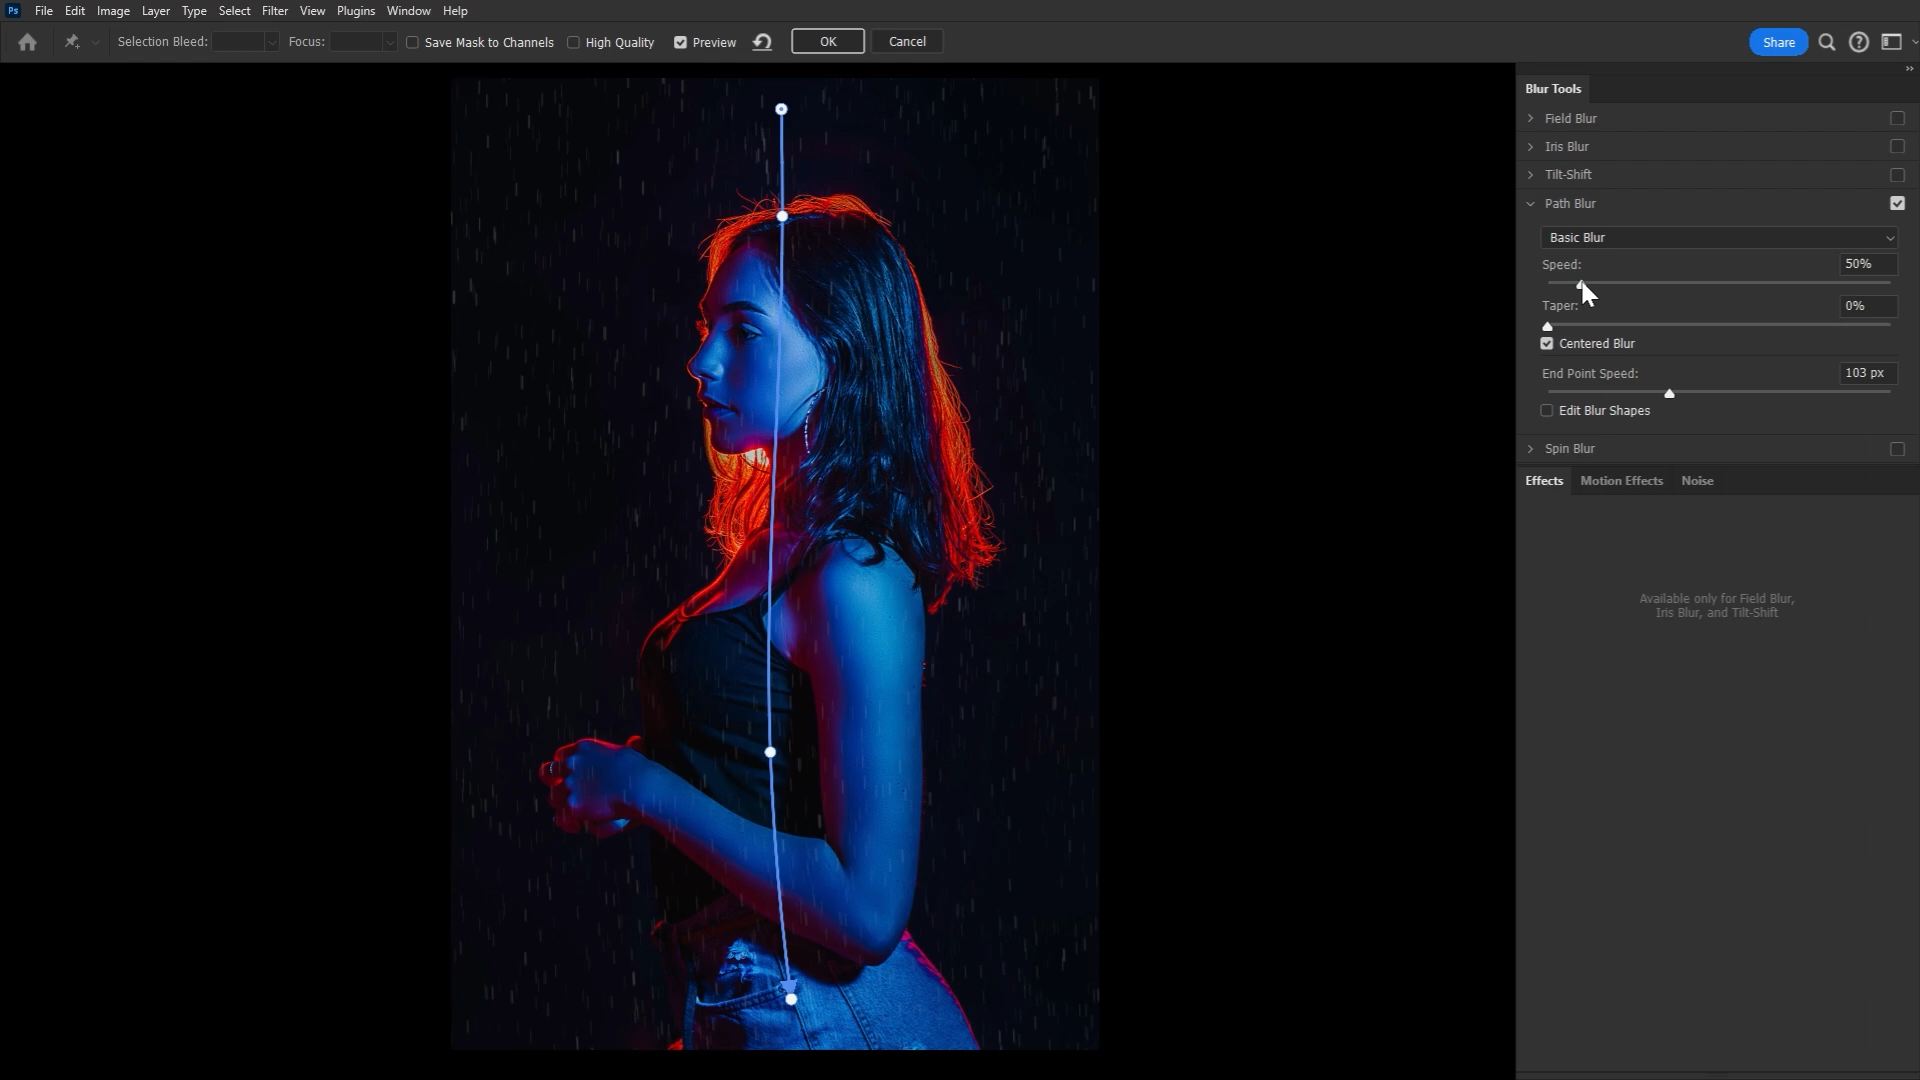 Ps File Edit Image Layer Type Select Filter View Plugins Window Help
Selection Bleed: Focus: Save Mask to Channels High Quality Preview OK Cancel Share
Blur Tools
Field Blur
Iris Blur
Tilt-Shift
Path Blur
Basic Blur
Speed: 50%
Taper: 0%
Centered Blur
End Point Speed: 103 px
Edit Blur Shapes
Spin Blur
Effects Motion Effects Noise
Available only for Field Blur,
Iris Blur, and Tilt-Shift